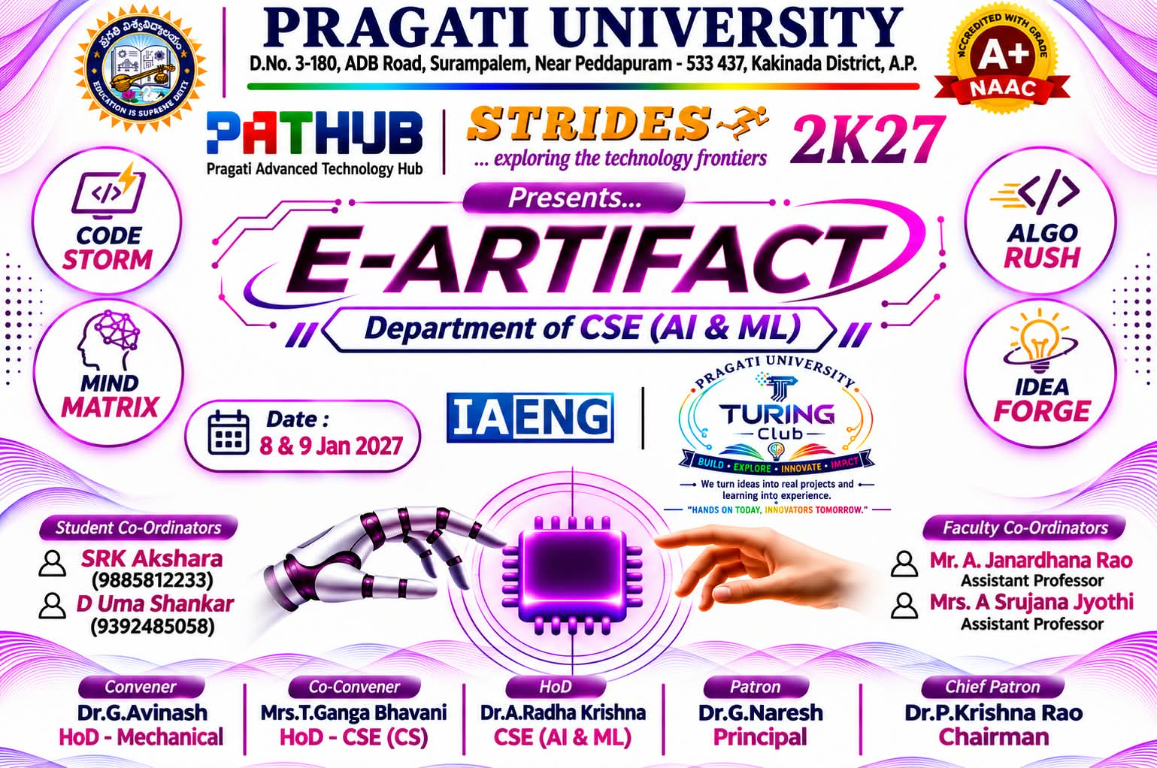 ప్రగతి విశ్వవిద్యాలయం
EDUCATION IS SUPREME DEITY
PRAGATI UNIVERSITY
D.No. 3-180, ADB Road, Surampalem, Near Peddapuram - 533 437, Kakinada District, A.P.
ACCREDITED WITH GRADE
A+
NAAC
PATHUB
Pragati Advanced Technology Hub
STRIDES
... exploring the technology frontiers
2K27
Presents...
E-ARTIFACT
Department of CSE (AI & ML)
</>
CODE
STORM
</>
ALGO
RUSH
MIND
MATRIX
IDEA
FORGE
Date :
8 & 9 Jan 2027
IAENG
PRAGATI UNIVERSITY
TURING
Club
BUILD • EXPLORE • INNOVATE • IMPACT
We turn ideas into real projects and
learning into experience.
"HANDS ON TODAY, INNOVATORS TOMORROW."
Student Co-Ordinators
SRK Akshara
(9885812233)
D Uma Shankar
(9392485058)
Faculty Co-Ordinators
Mr. A. Janardhana Rao
Assistant Professor
Mrs. A Srujana Jyothi
Assistant Professor
Convener
Dr.G.Avinash
HoD - Mechanical
Co-Convener
Mrs.T.Ganga Bhavani
HoD - CSE (CS)
HoD
Dr.A.Radha Krishna
CSE (AI & ML)
Patron
Dr.G.Naresh
Principal
Chief Patron
Dr.P.Krishna Rao
Chairman